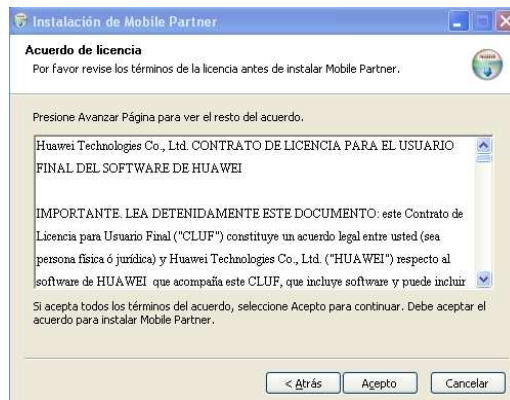 Instalación de Mobile Partner
Acuerdo de licencia
Por favor revise los términos de la licencia antes de instalar Mobile Partner.
Presione Avanzar Página para ver el resto del acuerdo.
Huawei Technologies Co., Ltd. CONTRATO DE LICENCIA PARA EL USUARIO
FINAL DEL SOFTWARE DE HUAWEI
IMPORTANTE. LEA DETENIDAMENTE ESTE DOCUMENTO: este Contrato de
Licencia para Usuario Final ("CLUF") constituye un acuerdo legal entre usted (sea
persona física ó jurídica) y Huawei Technologies Co., Ltd. ("HUAWEI") respecto al
software de HUAWEI que acompaña este CLUF, que incluye software y puede incluir
Si acepta todos los términos del acuerdo, seleccione Acepto para continuar. Debe aceptar el
acuerdo para instalar Mobile Partner.
< Atrás Acepto Cancelar